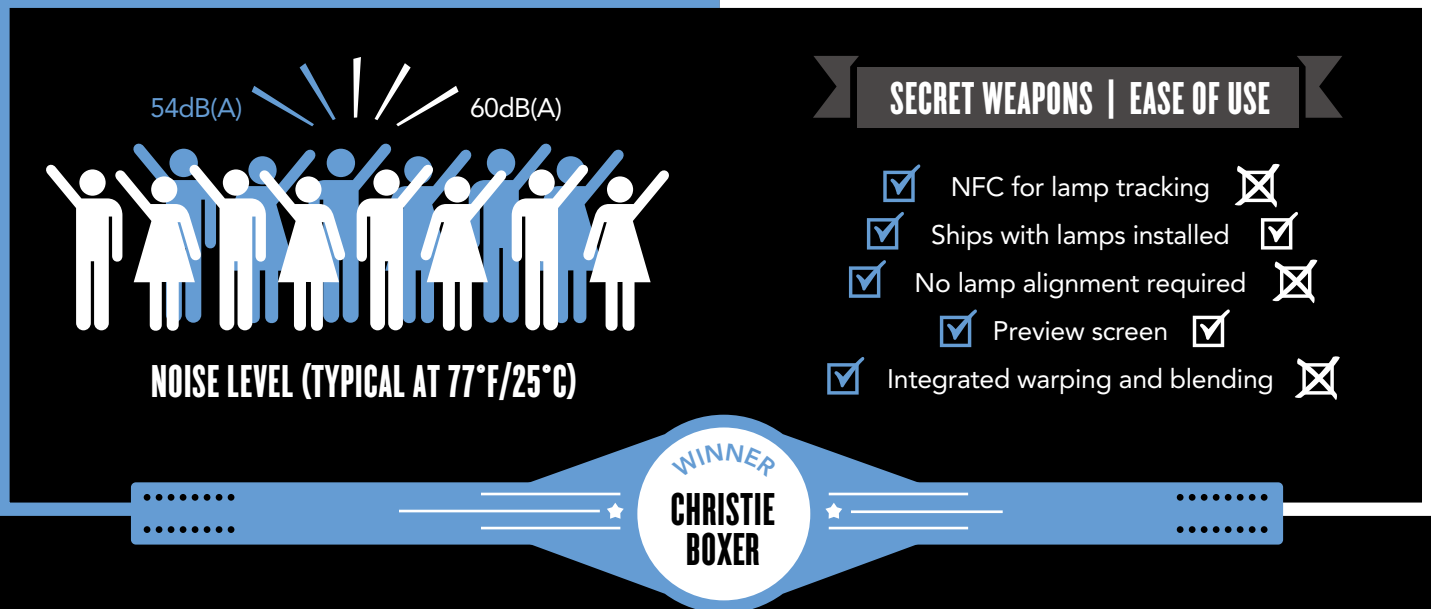 54dB(A)
60dB(A)
NOISE LEVEL (TYPICAL AT 77°F/25°C)
SECRET WEAPONS | EASE OF USE
NFC for lamp tracking
Ships with lamps installed
No lamp alignment required
Preview screen
Integrated warping and blending
WINNER
CHRISTIE
BOXER